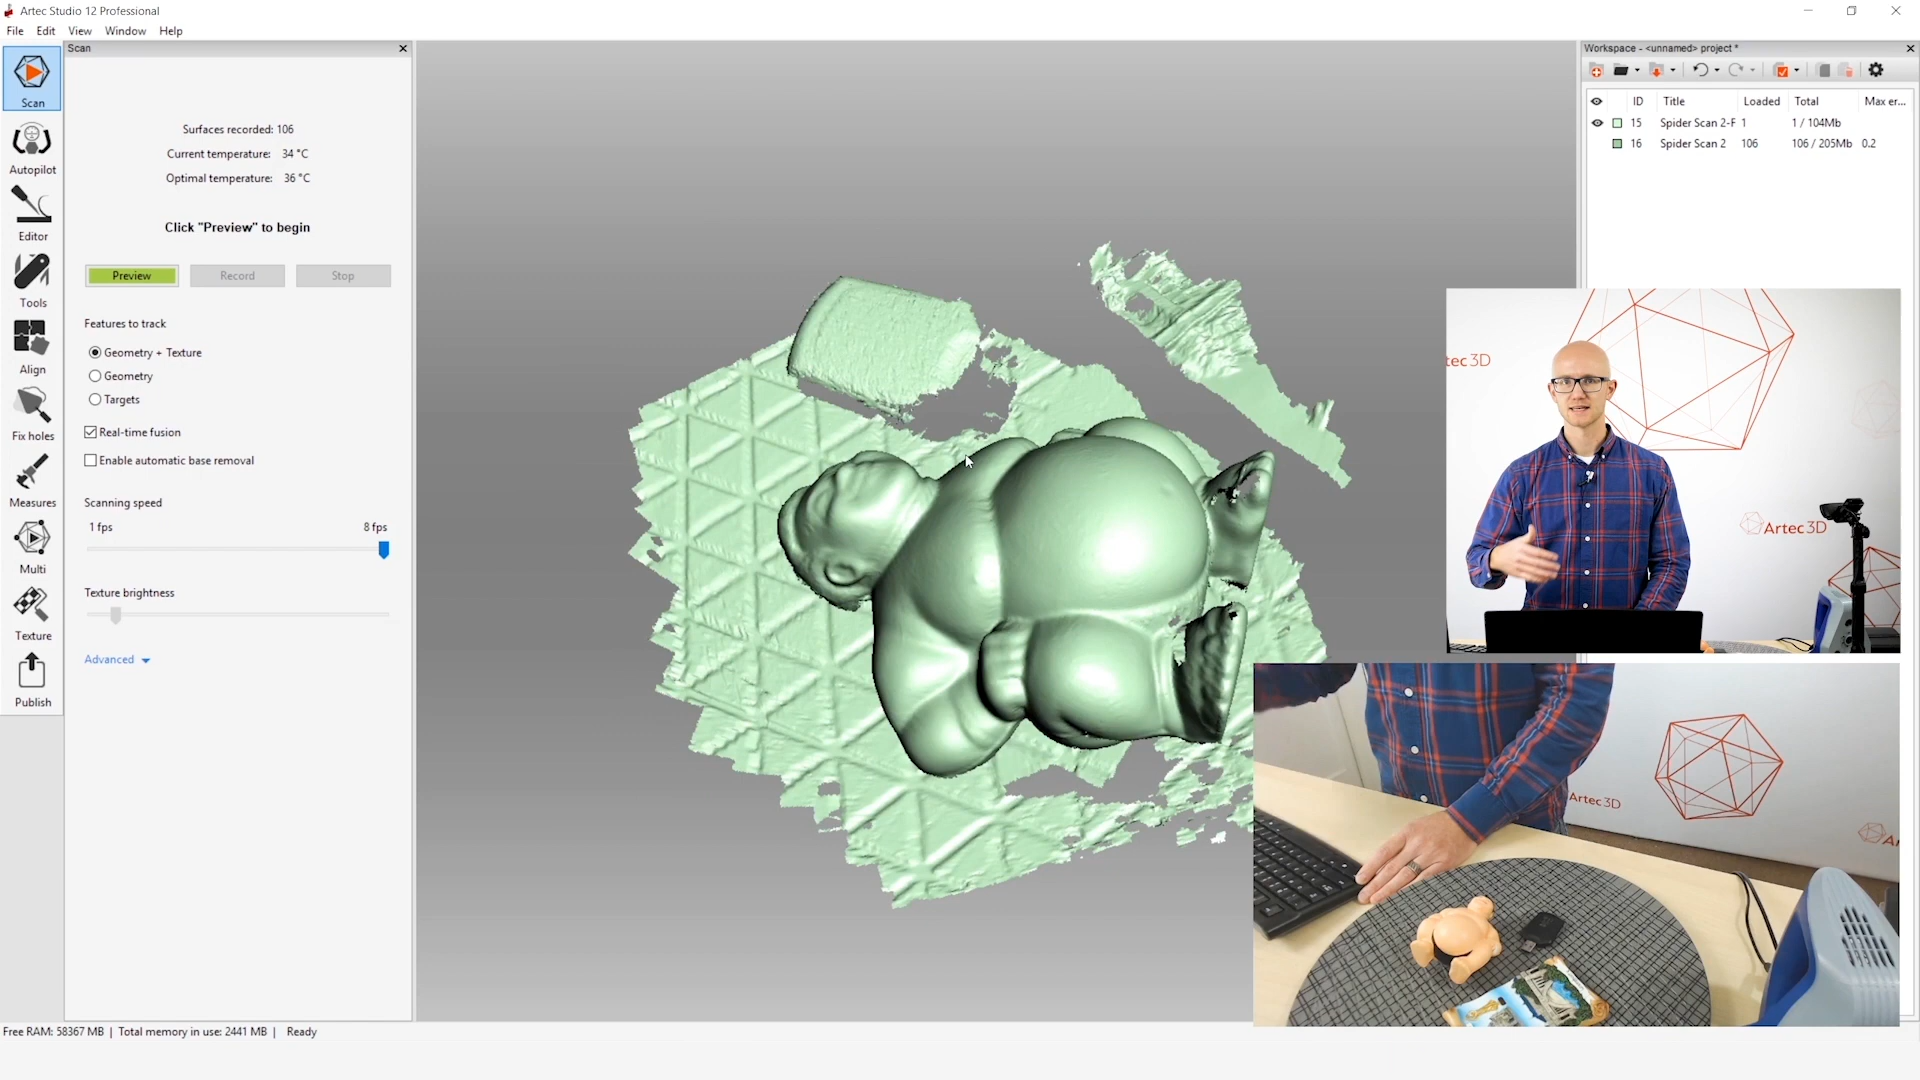 Artec Studio 12 Professional
File Edit View Window Help
Scan
Scan
Autopilot
Editor
Tools
Align
Fix holes
Measures
Multi
Texture
Publish
Surfaces recorded: 106
Current temperature: 34 °C
Optimal temperature: 36 °C
Click "Preview" to begin
Preview Record Stop
Features to track
Geometry + Texture
Geometry
Targets
Real-time fusion
Enable automatic base removal
Scanning speed
1 fps 8 fps
Texture brightness
Advanced
Workspace - <unnamed> project *
ID Title Loaded Total Max er...
15 Spider Scan 2-F 1 1 / 104Mb
16 Spider Scan 2 106 106 / 205Mb 0.2
tec 3D
Artec 3D
Artec 3D
Free RAM: 58367 MB | Total memory in use: 2441 MB | Ready